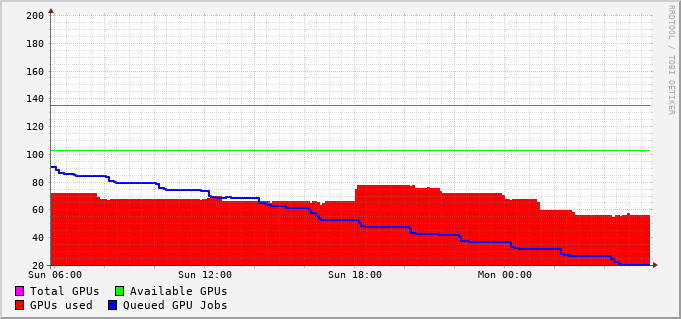 200
180
160
140
120
100
80
60
40
20
Sun 06:00 Sun 12:00 Sun 18:00 Mon 00:00
Total GPUs Available GPUs
GPUs used Queued GPU Jobs
RRDTOOL / TOBI OETIKER